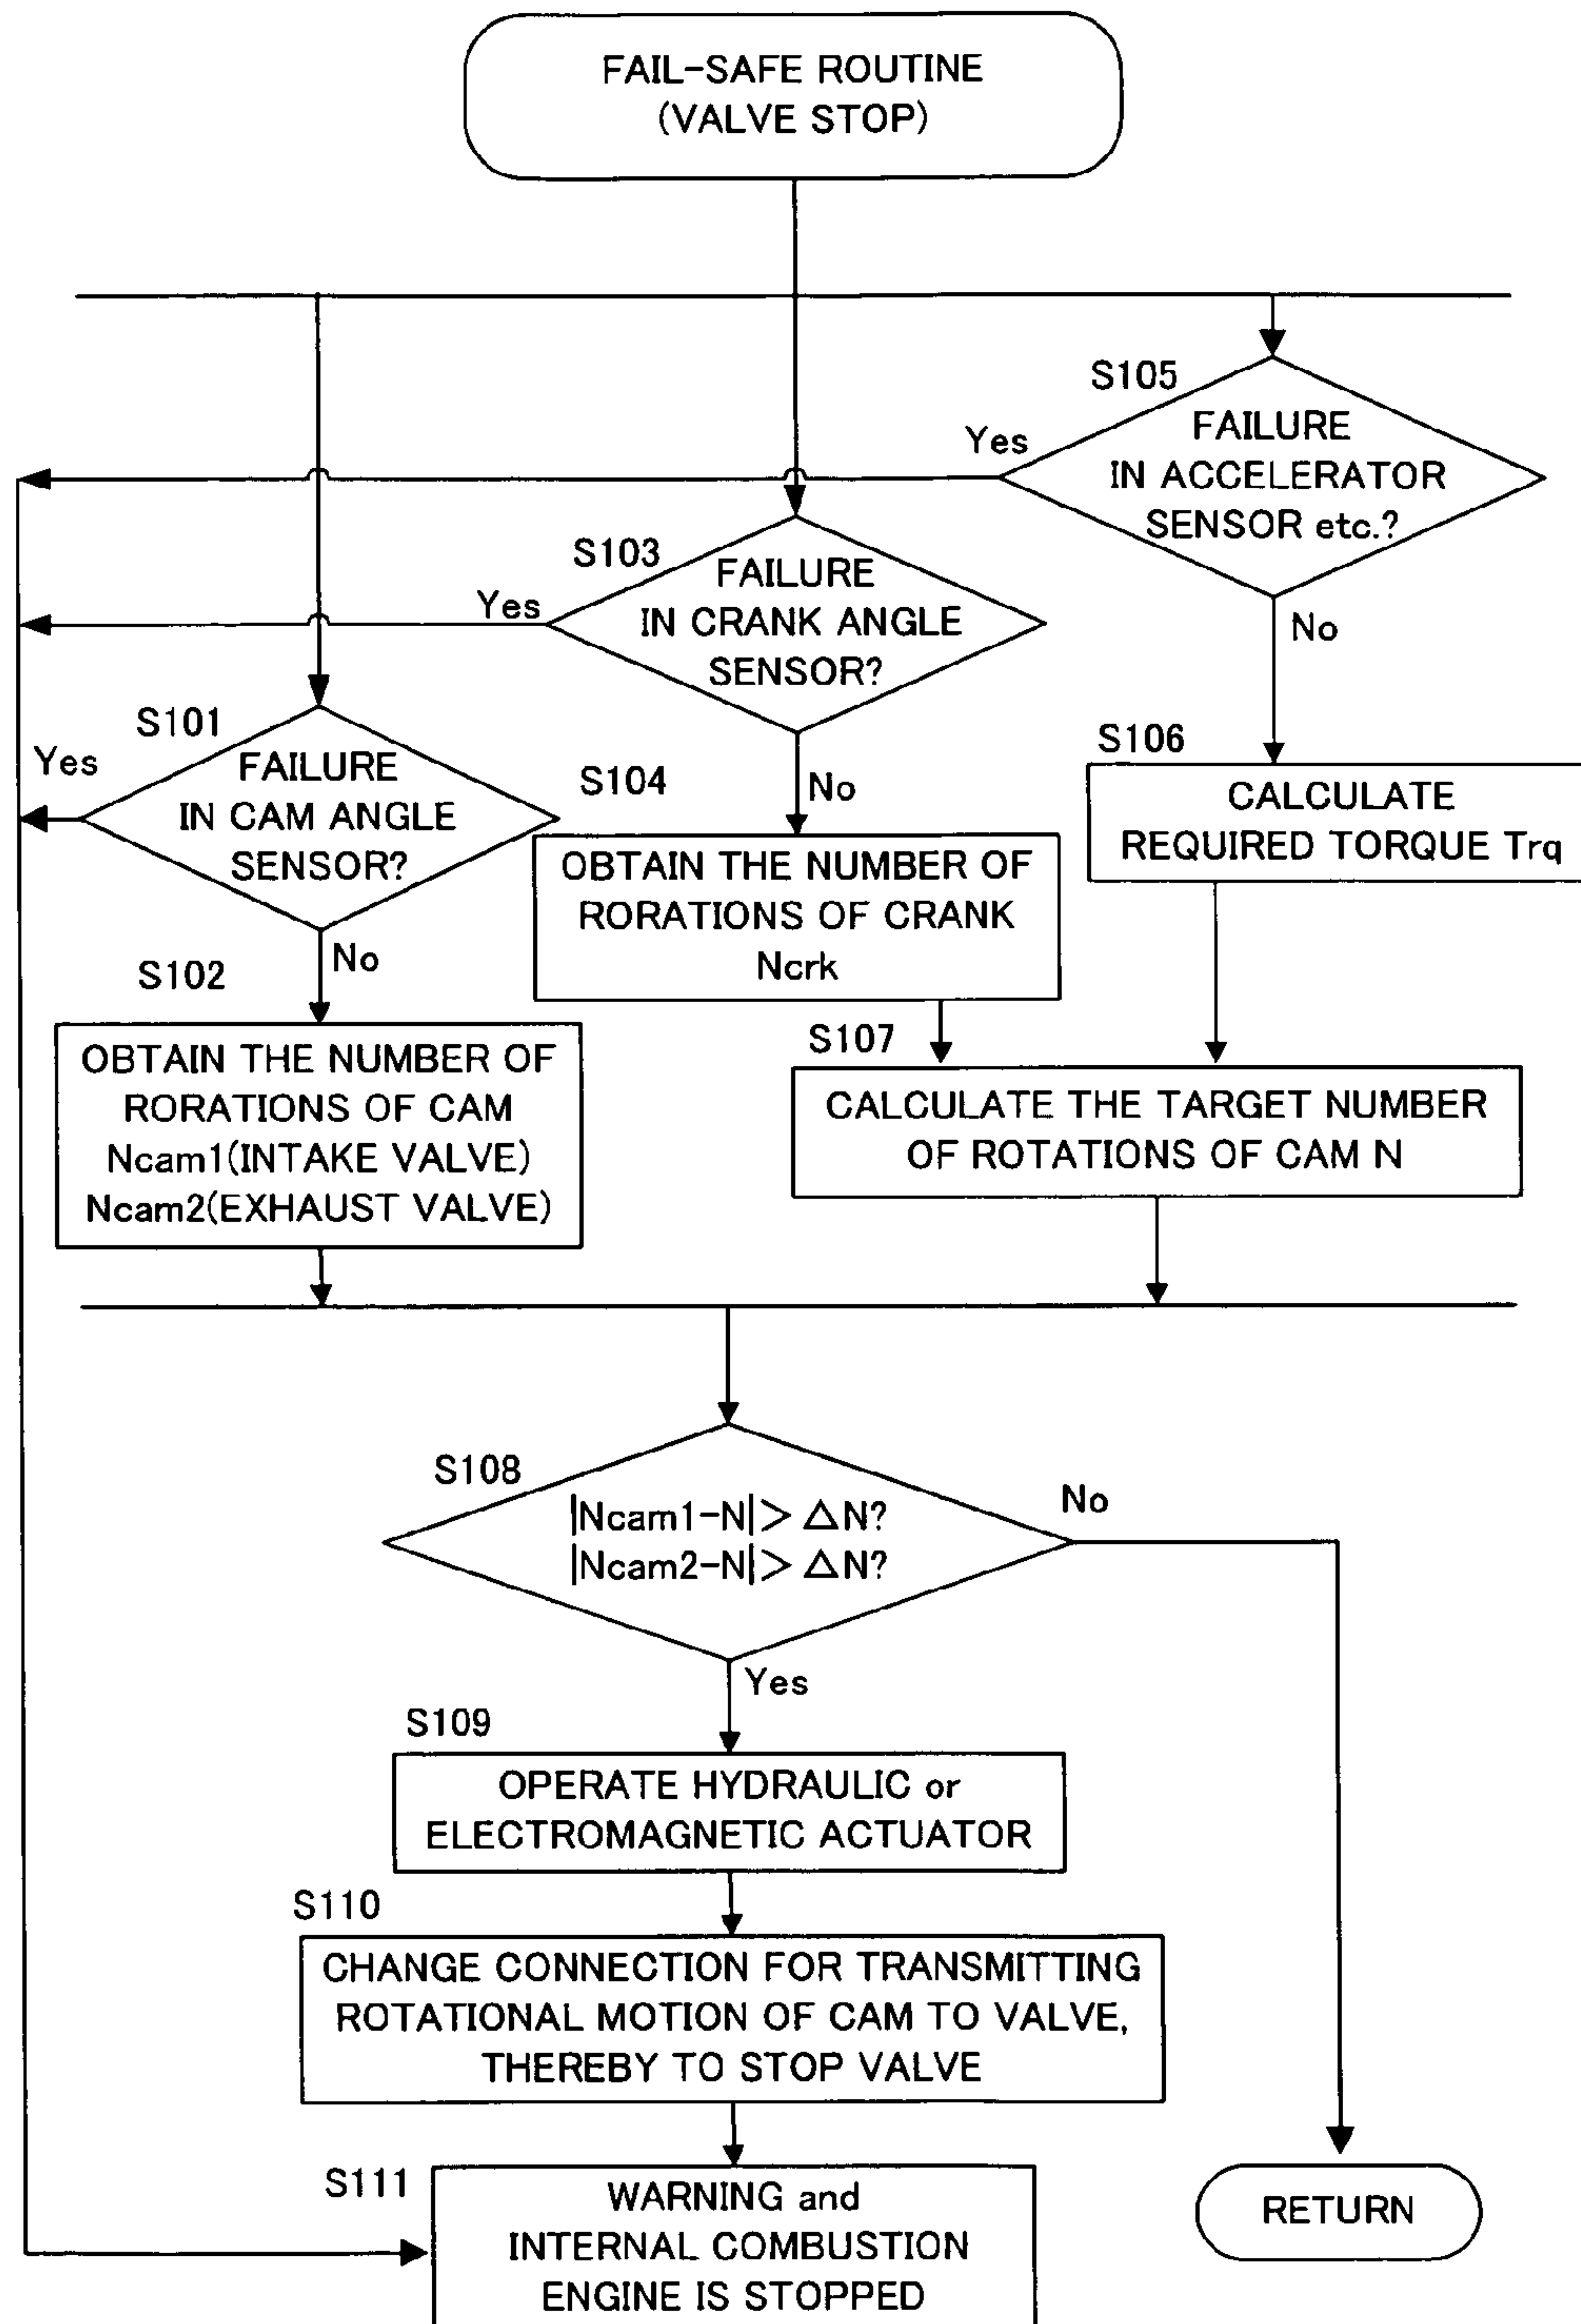 FAIL-SAFE ROUTINE
(VALVE STOP)
S105
FAILURE
IN ACCELERATOR
SENSOR etc.?
Yes
No
S103
FAILURE
IN CRANK ANGLE
SENSOR?
Yes
No
S101
FAILURE
IN CAM ANGLE
SENSOR?
Yes
No
S106
CALCULATE
REQUIRED TORQUE Trq
S104
OBTAIN THE NUMBER OF
RORATIONS OF CRANK
Ncrk
S102
OBTAIN THE NUMBER OF
RORATIONS OF CAM
Ncam1(INTAKE VALVE)
Ncam2(EXHAUST VALVE)
S107
CALCULATE THE TARGET NUMBER
OF ROTATIONS OF CAM N
S108
|Ncam1-N|> △N?
|Ncam2-N|> △N?
No
Yes
S109
OPERATE HYDRAULIC or
ELECTROMAGNETIC ACTUATOR
S110
CHANGE CONNECTION FOR TRANSMITTING
ROTATIONAL MOTION OF CAM TO VALVE,
THEREBY TO STOP VALVE
S111
WARNING and
INTERNAL COMBUSTION
ENGINE IS STOPPED
RETURN